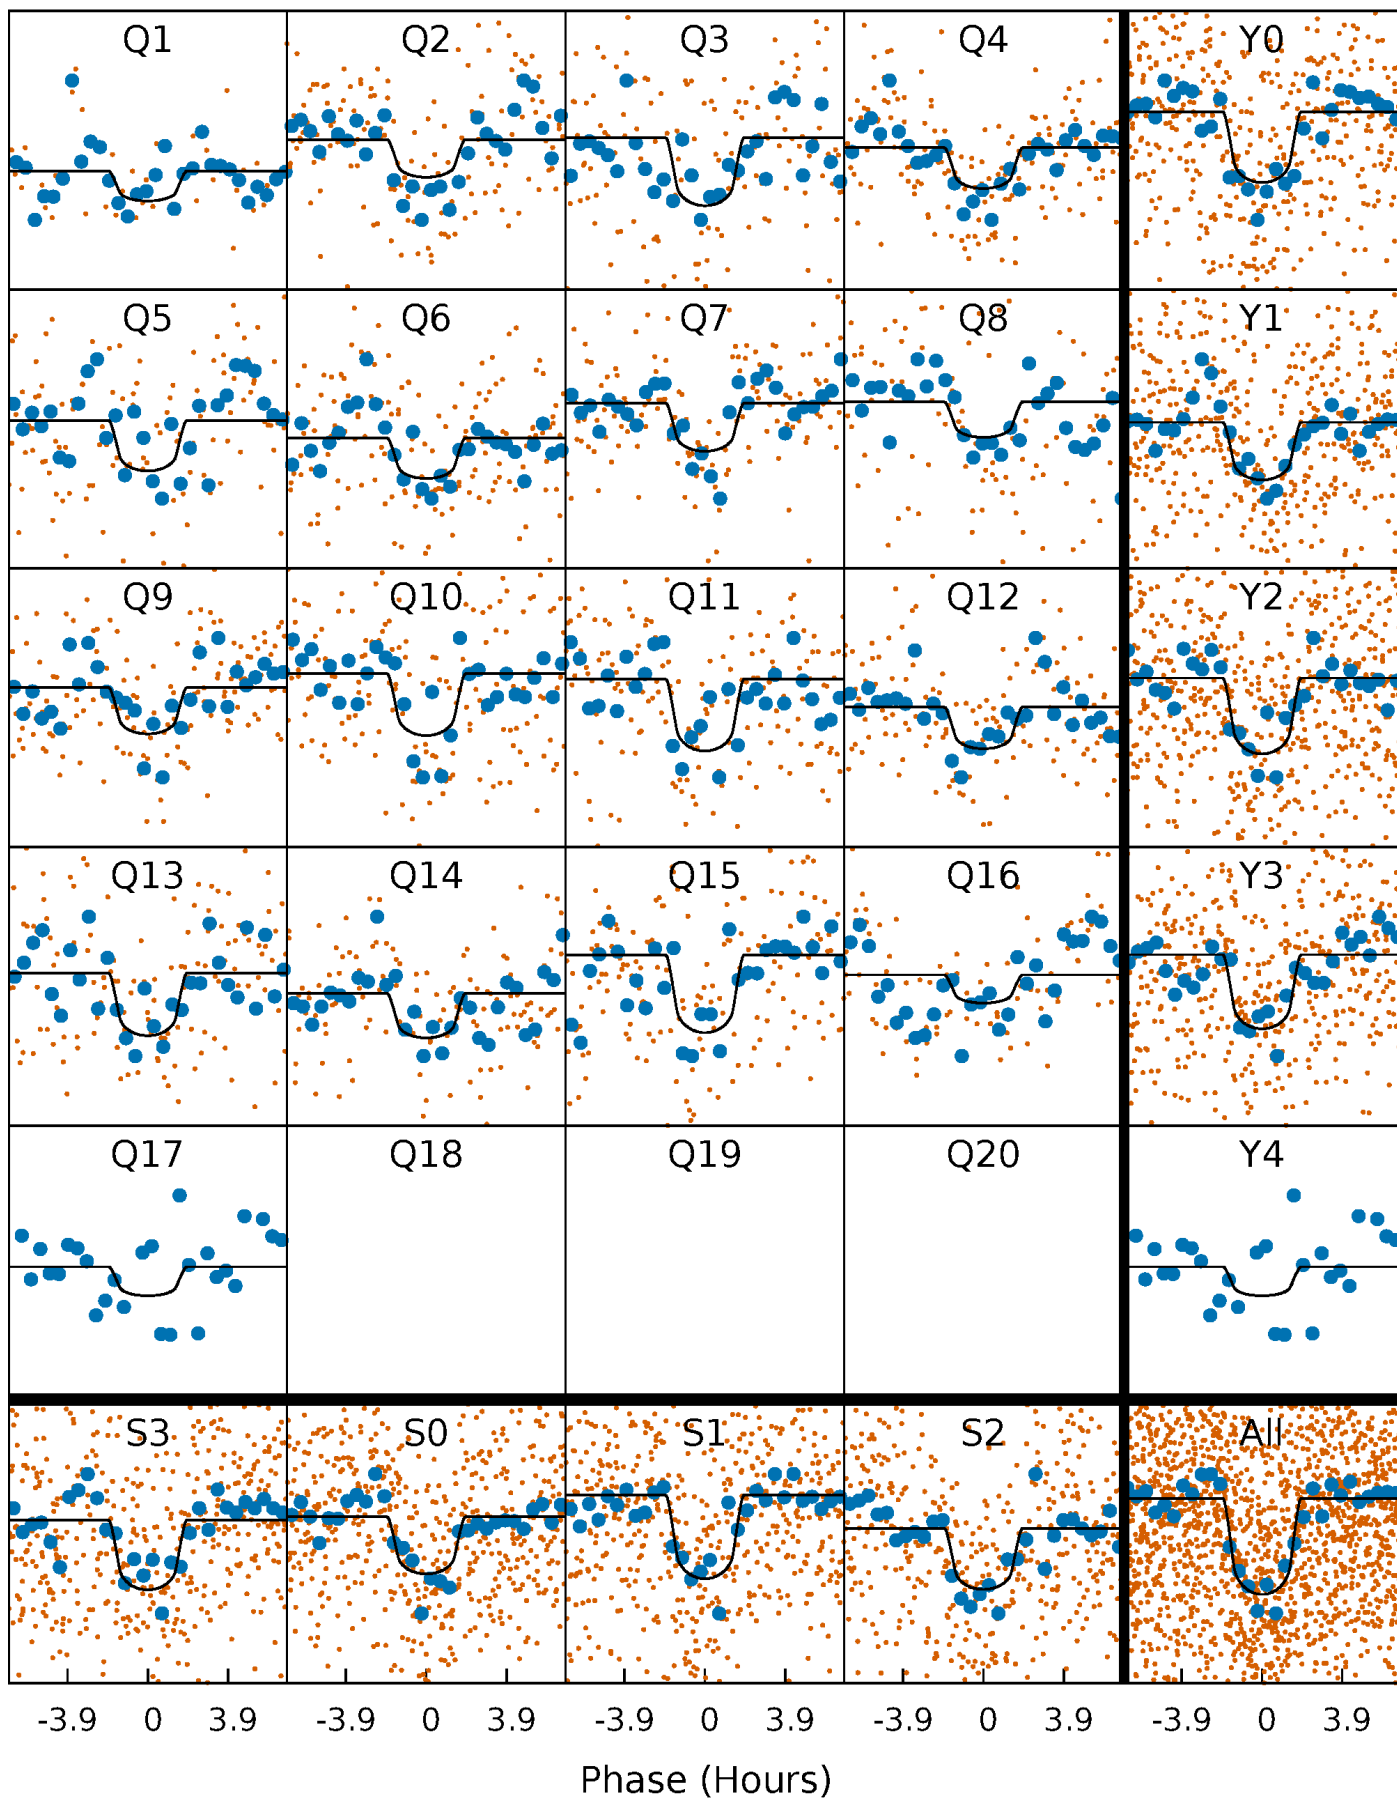 Q1 Q2 Q3 Q4 Y0
Q5 Q6 Q7 Q8 Y1
Q9 Q10 Q11 Q12 Y2
Q13 Q14 Q15 Q16 Y3
Q17 Q18 Q19 Q20 Y4
S3 S0 S1 S2 All
-3.9 0 3.9 -3.9 0 3.9 -3.9 0 3.9 -3.9 0 3.9 -3.9 0 3.9
Phase (Hours)